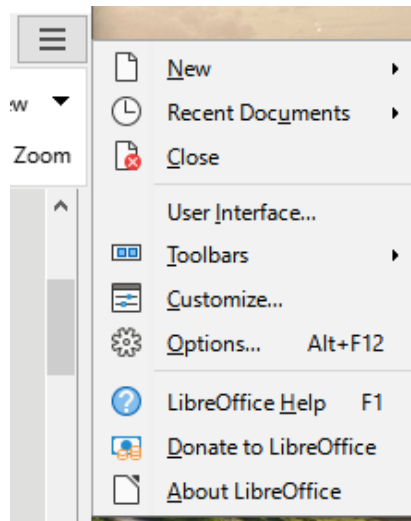 New
Recent Documents
Zoom
Close
User Interface...
Toolbars
Customize...
Options... Alt+F12
LibreOffice Help F1
Donate to LibreOffice
About LibreOffice